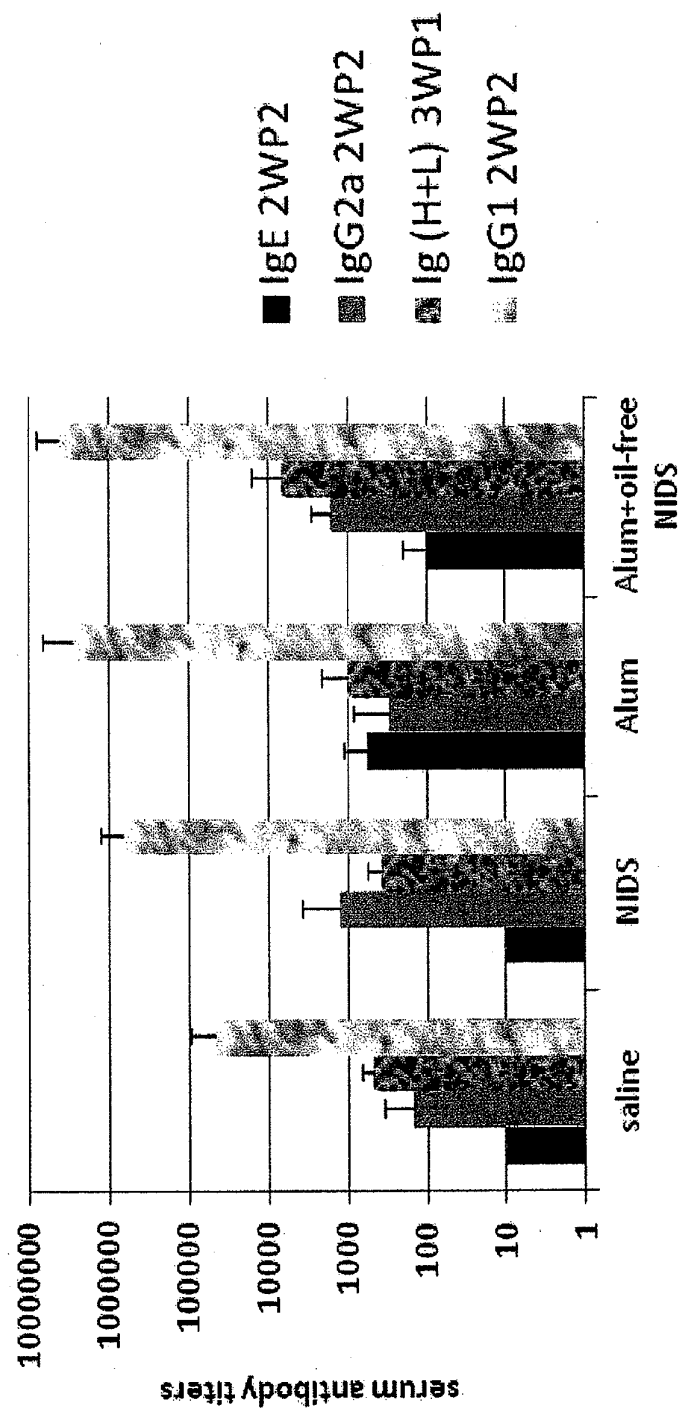 serum antibody titers
10000000
1000000
100000
10000
1000
100
10
1
saline
NIDS
Alum
Alum+oil-free
NIDS
IgE 2WP2
IgG2a 2WP2
Ig (H+L) 3WP1
IgG1 2WP2